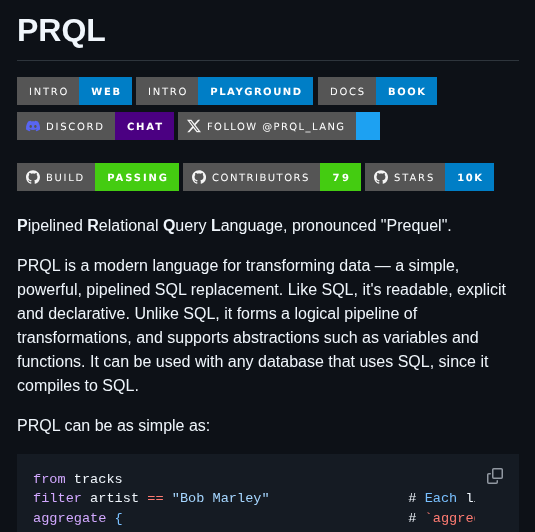 PRQL
INTRO WEB INTRO PLAYGROUND DOCS BOOK
DISCORD CHAT FOLLOW @PRQL_LANG
BUILD PASSING CONTRIBUTORS 79 STARS 10K
Pipelined Relational Query Language, pronounced "Prequel".
PRQL is a modern language for transforming data — a simple,
powerful, pipelined SQL replacement. Like SQL, it's readable, explicit
and declarative. Unlike SQL, it forms a logical pipeline of
transformations, and supports abstractions such as variables and
functions. It can be used with any database that uses SQL, since it
compiles to SQL.
PRQL can be as simple as:
from tracks
filter artist == "Bob Marley" # Each
aggregate { #